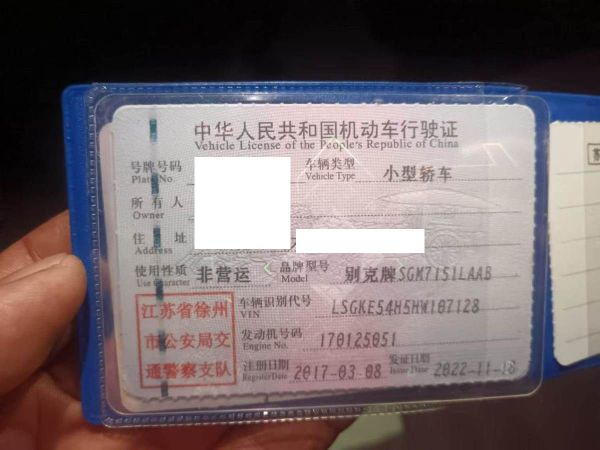 中华人民共和国机动车行驶证
Vehicle License of the People's Republic of China
号牌号码 车辆类型 小型轿车
Plate No. Vehicle Type
所有人
Owner
住址
Address
使用性质 非营运 品牌型号 别克牌SGM7151LAAB
Use Character Model
江苏省徐州
市公安局交
通警察支队
车辆识别代号 LSGKE54H5HW107128
VIN
发动机号码 170125051
Engine No.
注册日期 2017-03-08 发证日期 2022-11-18
Register Date Issue Date
苏